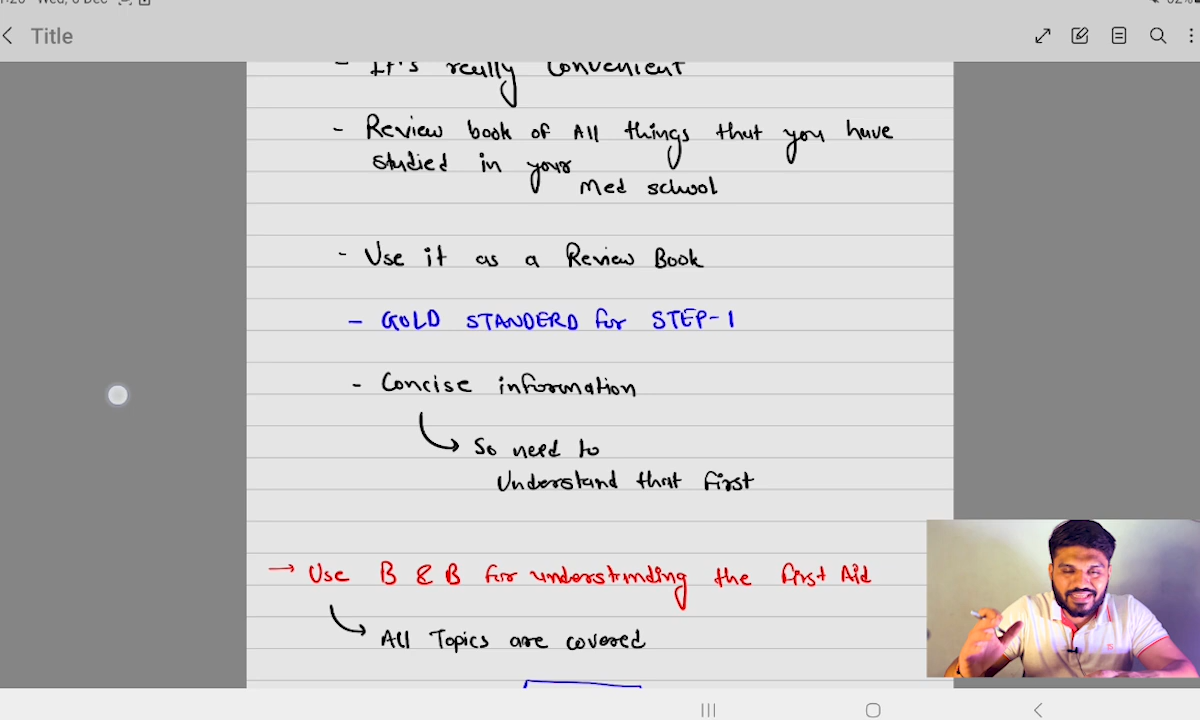 Title
- It's really convenient
- Review book of All things that you have
studied in your
Med school
- Use it as a Review Book
- GOLD STANDERD for STEP-1
- Concise information
So need to
Understand that first
→ Use B & B for understanding the first Aid
All Topics are covered